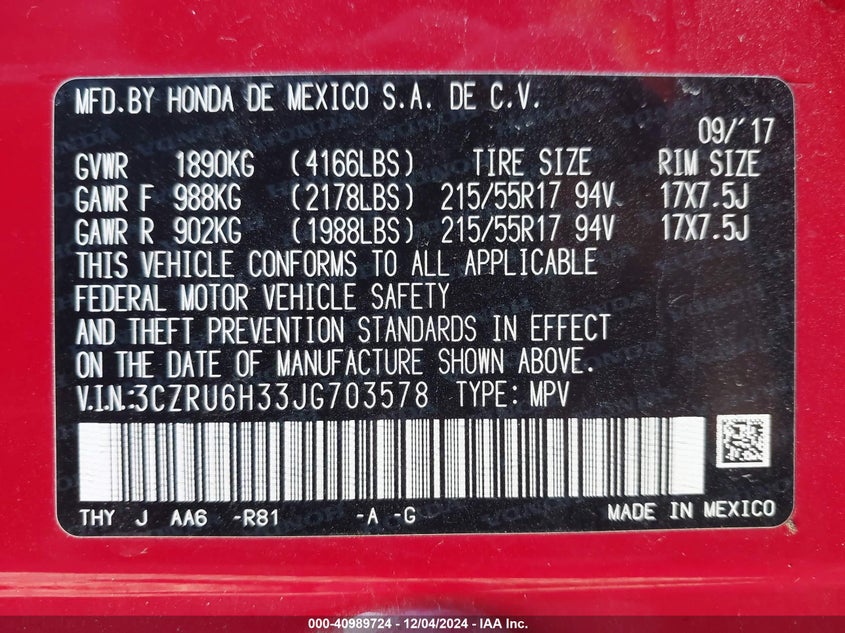 MFD.BY HONDA DE MEXICO S.A. DE C.V.
09/'17
GVWR 1890KG (4166LBS) TIRE SIZE RIM SIZE
GAWR F 988KG (2178LBS) 215/55R17 94V 17X7.5J
GAWR R 902KG (1988LBS) 215/55R17 94V 17X7.5J
THIS VEHICLE CONFORMS TO ALL APPLICABLE
FEDERAL MOTOR VEHICLE SAFETY
AND THEFT PREVENTION STANDARDS IN EFFECT
ON THE DATE OF MANUFACTURE SHOWN ABOVE.
V.I.N.:3CZRU6H33JG703578 TYPE: MPV
THY J AA6 -R81 -A -G MADE IN MEXICO
000-40989724 - 12/04/2024 - IAA Inc.